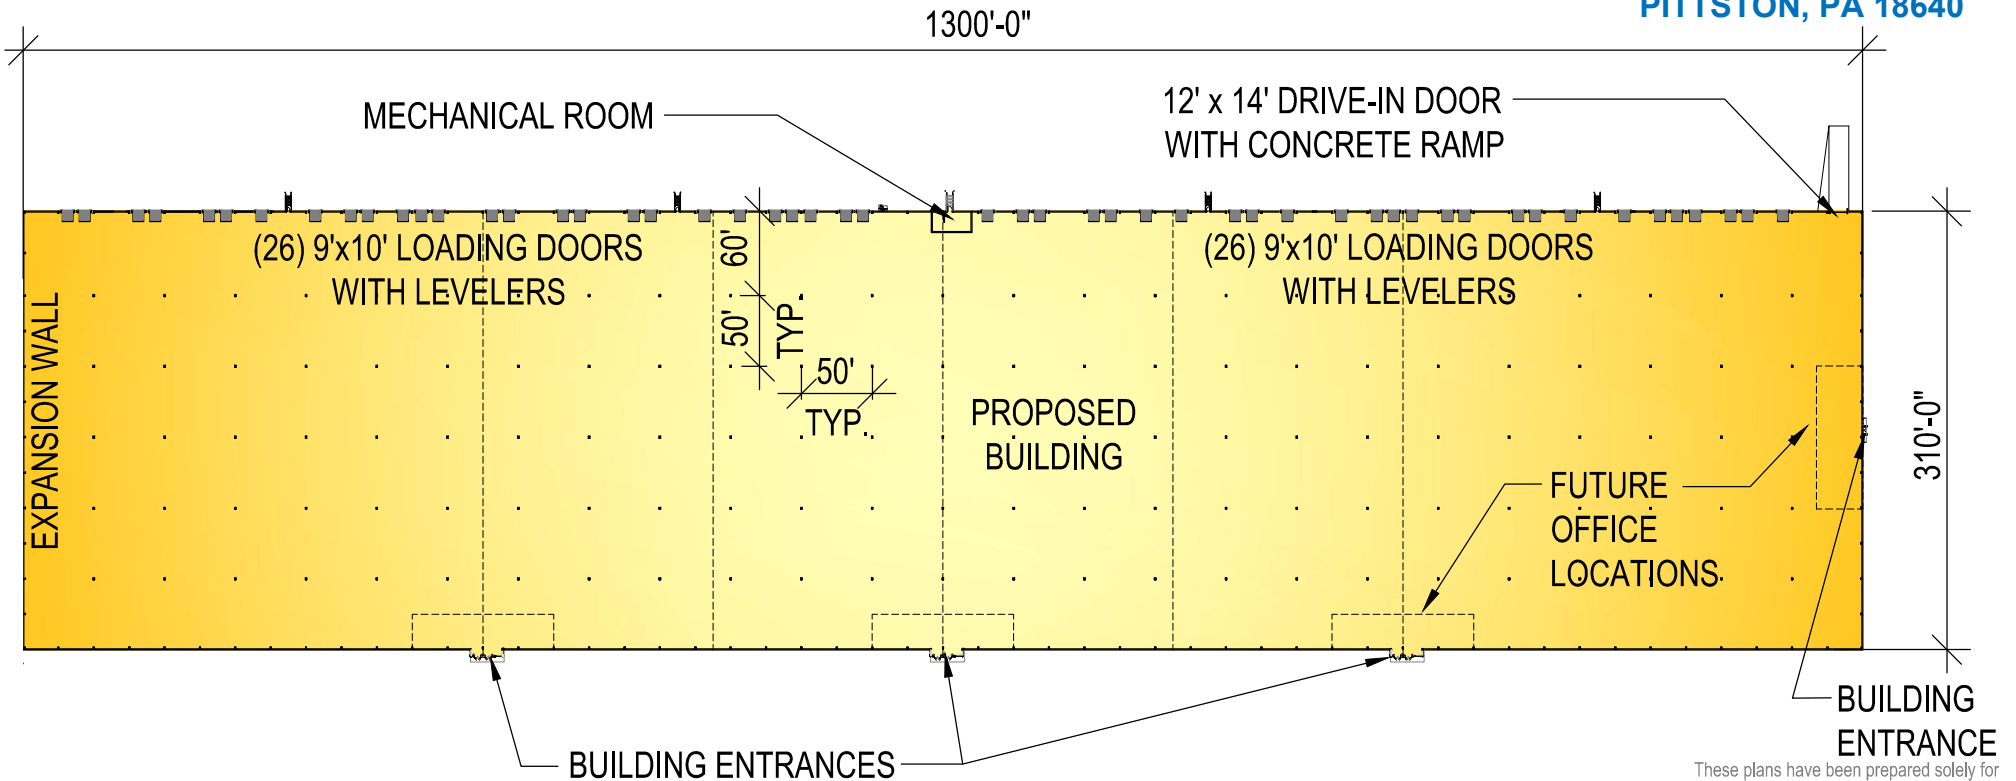 PITTSTON, PA 18640
1300'-0"
MECHANICAL ROOM
12' x 14' DRIVE-IN DOOR
WITH CONCRETE RAMP
(26) 9'x10' LOADING DOORS
WITH LEVELERS
(26) 9'x10' LOADING DOORS
WITH LEVELERS
60'
50'
TYP.
50'
TYP.
EXPANSION WALL
PROPOSED
BUILDING
310'-0"
FUTURE
OFFICE
LOCATIONS
BUILDING ENTRANCES
BUILDING
ENTRANCE
These plans have been prepared solely for